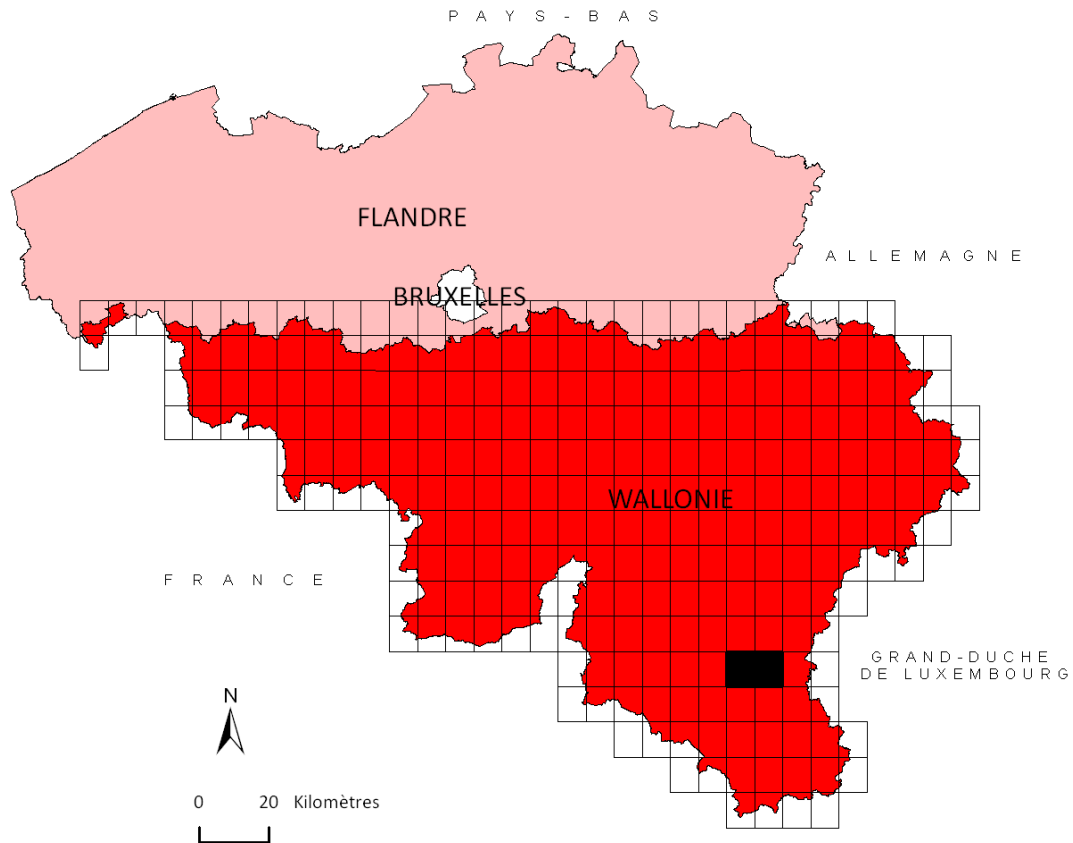 PAYS-BAS
FLANDRE
ALLEMAGNE
BRUXELLES
WALLONIE
FRANCE
GRAND-DUCHE
DE LUXEMBOURG
N
0 20 Kilomètres